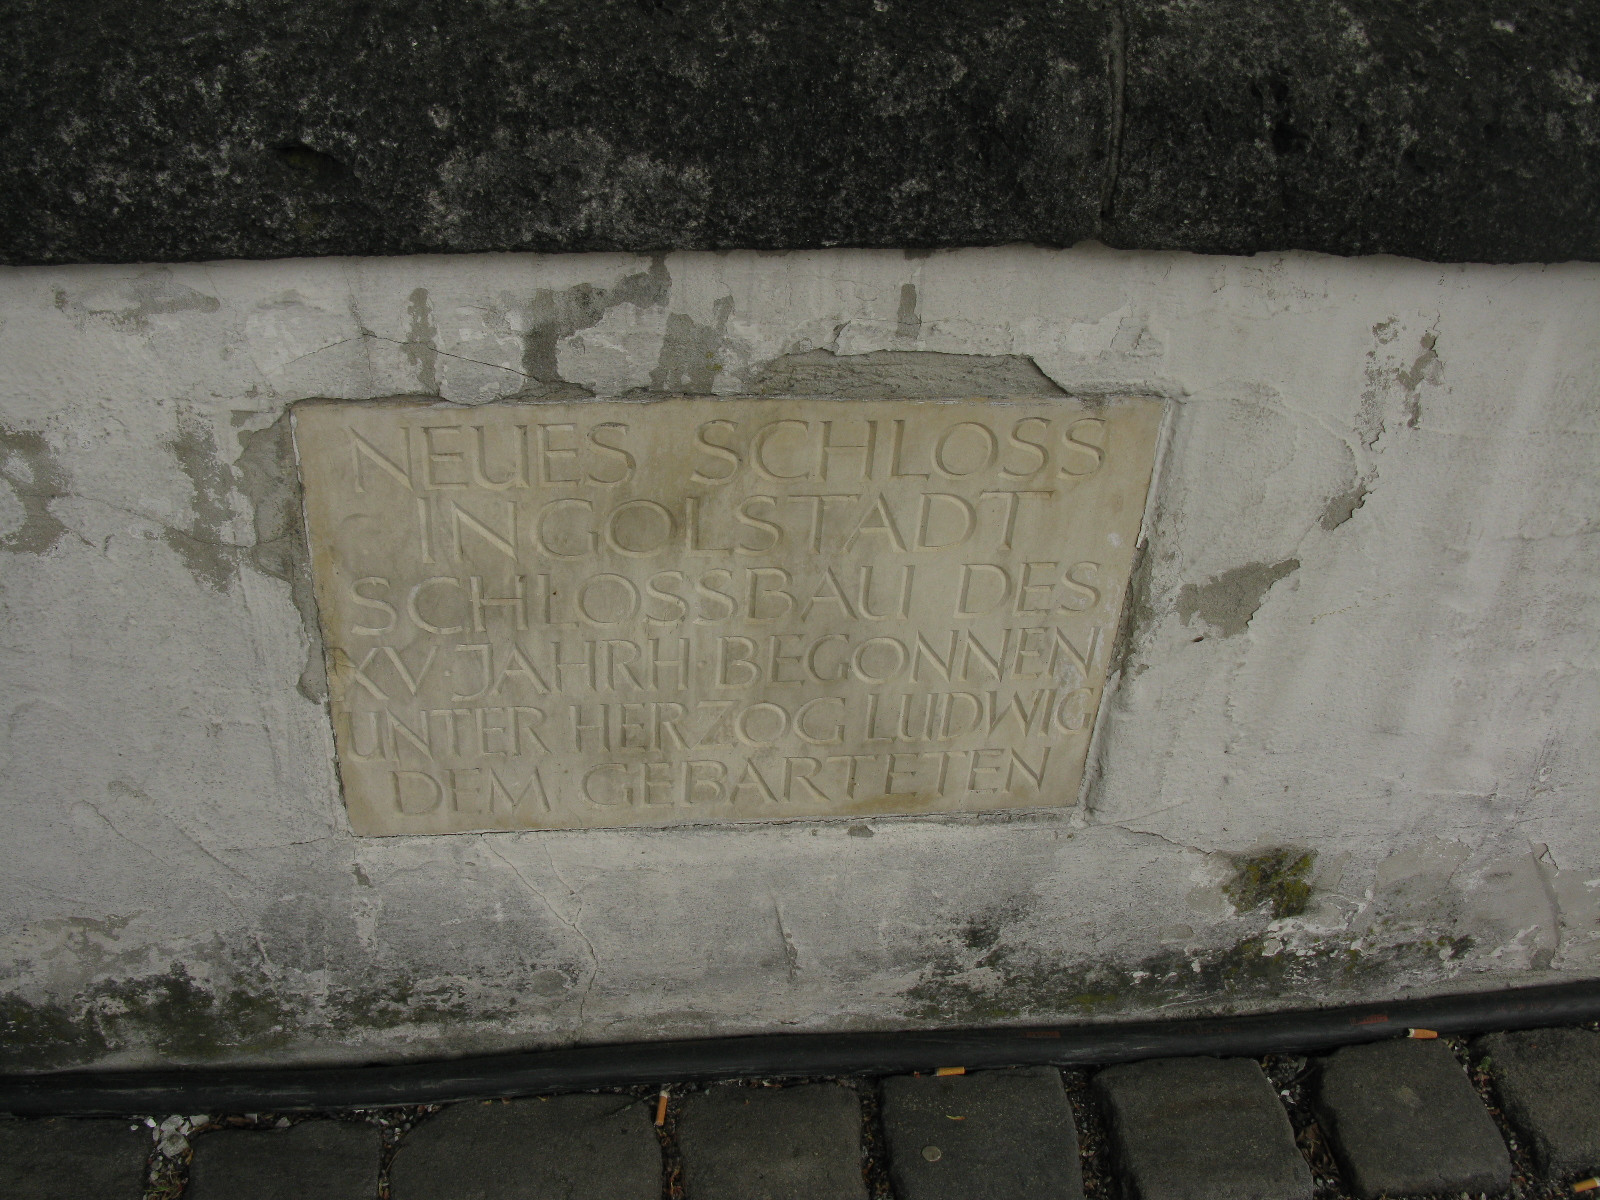 NEUES SCHLOSS
INGOLSTADT
SCHLOSSBAU DES
XV·JAHRH·BEGONNEN
UNTER HERZOG LUDWIG
DEM GEBARTETEN